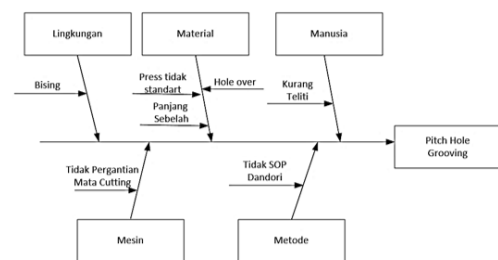 Lingkungan
Material
Manusia
Bising
Press tidak
standart
Hole over
Panjang
Sebelah
Kurang
Teliti
Pitch Hole
Grooving
Tidak Pergantian
Mata Cutting
Tidak SOP
Dandori
Mesin
Metode